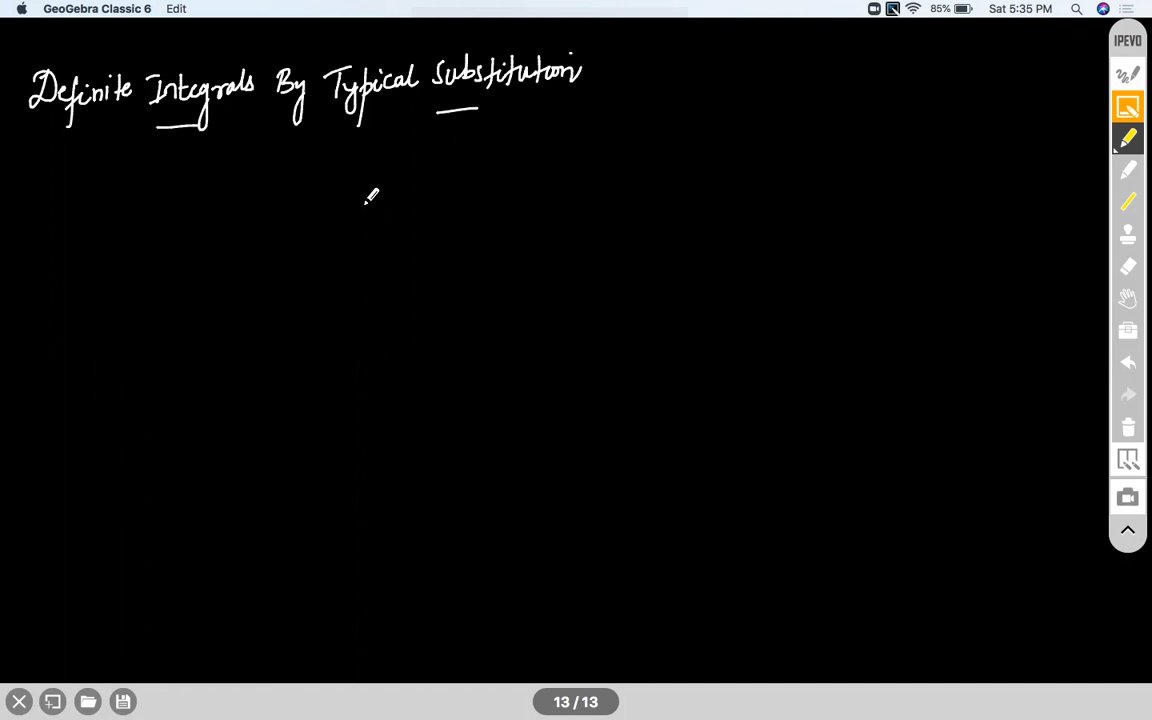 GeoGebra Classic 6 Edit 85% Sat 5:35 PM
Definite Integrals By Typical Substitution
IPEVO
13 / 13